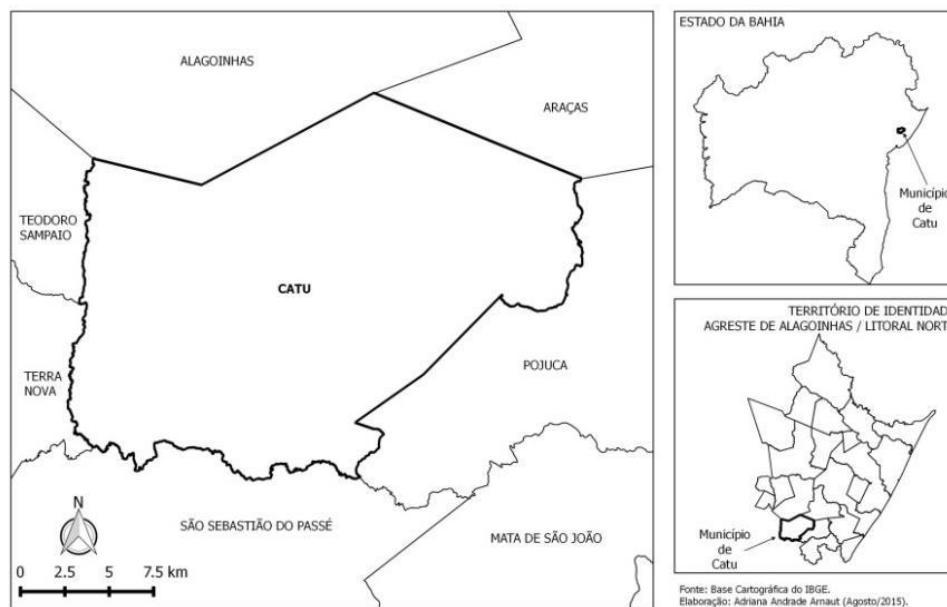 ALAGOINHAS
ARAÇAS
TEODORO
SAMPAIO
CATU
TERRA
NOVA
POJUCA
SÃO SEBASTIÃO DO PASSÉ
MATA DE SÃO JOÃO
N
0 2.5 5 7.5 km
ESTADO DA BAHIA
Município
de
Catu
TERRITÓRIO DE IDENTIDAD
AGRESTE DE ALAGOINHAS / LITORAL NORT
Município
de
Catu
Fonte: Base Cartográfica do IBGE.
Elaboração: Adriana Andrade Arnaut (Agosto/2015).